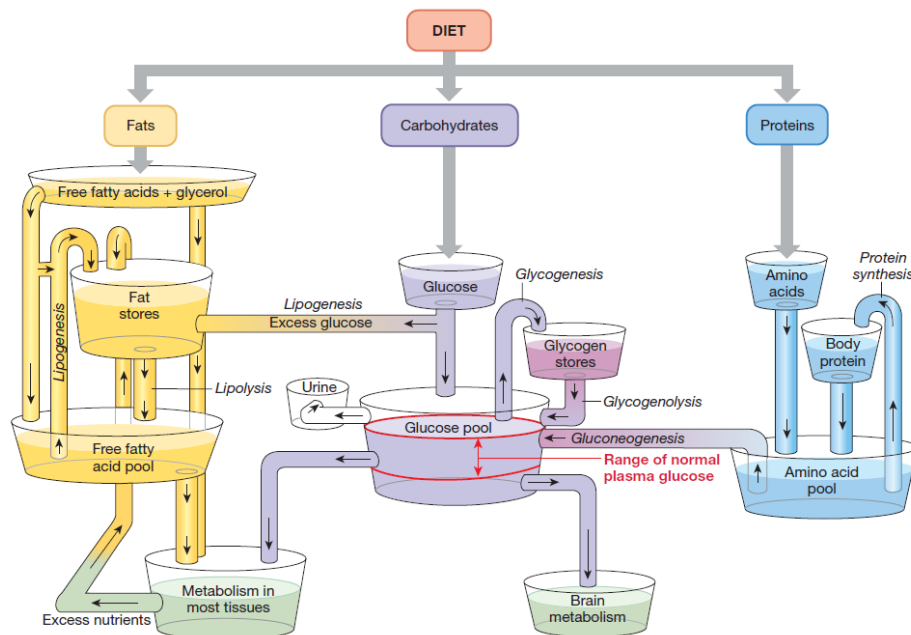 DIET
Fats
Carbohydrates
Proteins
Free fatty acids + glycerol
Glycogenesis
Protein
synthesis
Glucose
Amino
acids
Fat
stores
Lipogenesis
Lipogenesis
Excess glucose
Glycogen
stores
Body
protein
Lipolysis
Urine
Glycogenolysis
Glucose pool
Gluconeogenesis
Range of normal
plasma glucose
Free fatty
acid pool
Amino acid
pool
Metabolism in
most tissues
Excess nutrients
Brain
metabolism